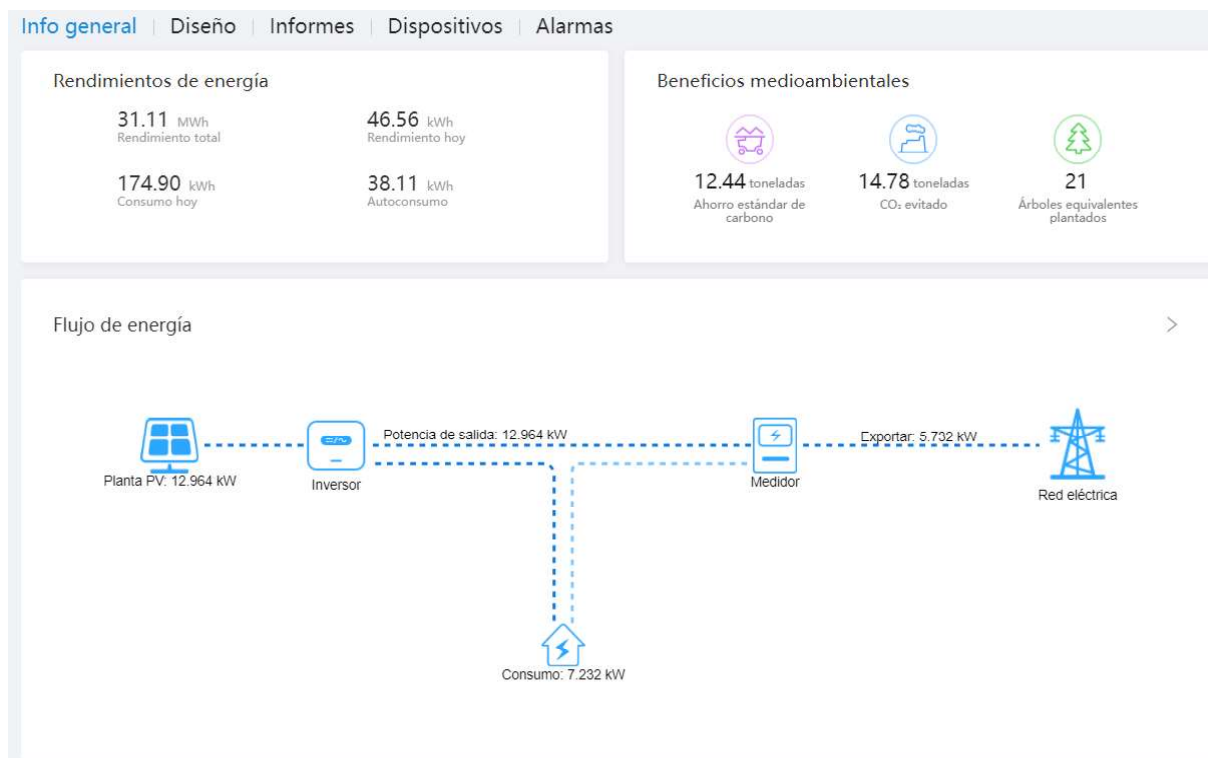 Info general | Diseño | Informes | Dispositivos | Alarmas
Rendimientos de energía
31.11 MWh
Rendimiento total
46.56 kWh
Rendimiento hoy
174.90 kWh
Consumo hoy
38.11 kWh
Autoconsumo
Beneficios medioambientales
12.44 toneladas
Ahorro estándar de
carbono
14.78 toneladas
CO₂ evitado
21
Árboles equivalentes
plantados
Flujo de energía
Potencia de salida: 12.964 kW
Exportar: 5.732 kW
Planta PV: 12.964 kW
Inversor
Medidor
Red eléctrica
Consumo: 7.232 kW